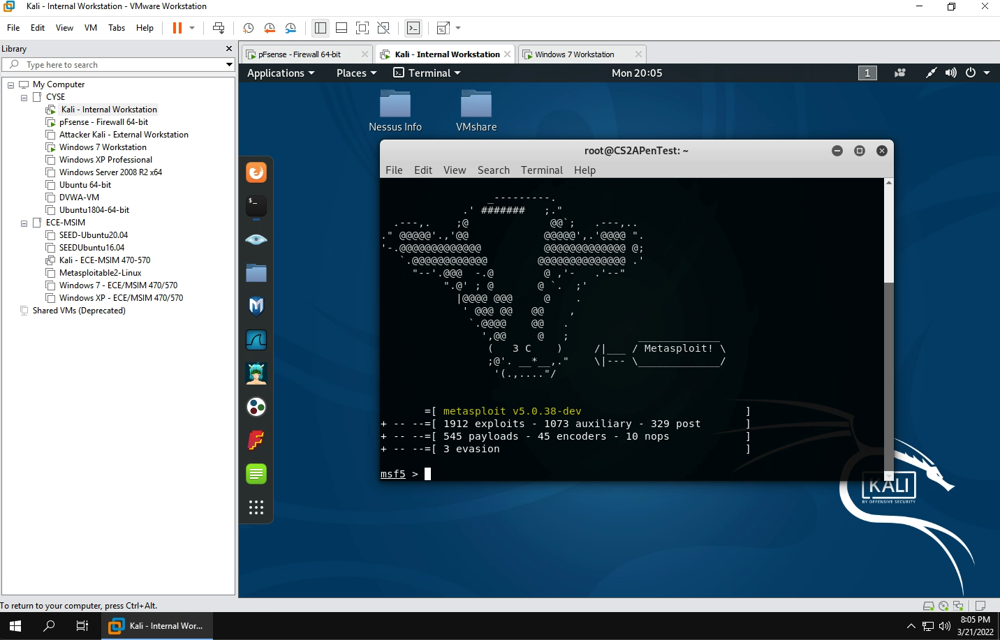 Kali - Internal Workstation - VMware Workstation
File Edit View VM Tabs Help
Library
Type here to search
My Computer
CYSE
Kali - Internal Workstation
pFsense - Firewall 64-bit
Attacker Kali - External Workstation
Windows 7 Workstation
Windows XP Professional
Windows Server 2008 R2 x64
Ubuntu 64-bit
DVWA-VM
Ubuntu1804-64-bit
ECE-MSIM
SEED-Ubuntu20.04
SEEDUbuntu16.04
Kali - ECE-MSIM 470-570
Metasploitable2-Linux
Windows 7 - ECE/MSIM 470/570
Windows XP - ECE/MSIM 470/570
Shared VMs (Deprecated)
pFsense - Firewall 64-bit
Kali - Internal Workstation
Windows 7 Workstation
Applications Places Terminal Mon 20:05 1
Nessus Info
VMshare
root@CS2APenTest: ~
File Edit View Search Terminal Help
            _---------.
             .' #######   ;."
  .---,.    ;@             @@`;   .---,..
." @@@@@'.,'@@            @@@@@',.'@@@@ ".
'-.@@@@@@@@@@@@@          @@@@@@@@@@@@@ @;
   `.@@@@@@@@@@@@        @@@@@@@@@@@@@@ .'
     "--'.@@@  -.@        @ ,'-   .'--"
          ".@' ; @       @ `.  ;'
            |@@@@ @@@     @    .
             ' @@@ @@   @@    ,
              `.@@@@    @@   .
                ',@@     @   ;           _____________
                 (   3 C    )     /|___ / Metasploit! \
                 ;@'. __*__,."    \|--- \_____________/
                  '(.,...."/
       =[ metasploit v5.0.38-dev                          ]
+ -- --=[ 1912 exploits - 1073 auxiliary - 329 post       ]
+ -- --=[ 545 payloads - 45 encoders - 10 nops            ]
+ -- --=[ 3 evasion                                       ]
msf5 >
KALI
BY OFFENSIVE SECURITY
To return to your computer, press Ctrl+Alt.
Kali - Internal Wor...
8:05 PM
3/21/2022